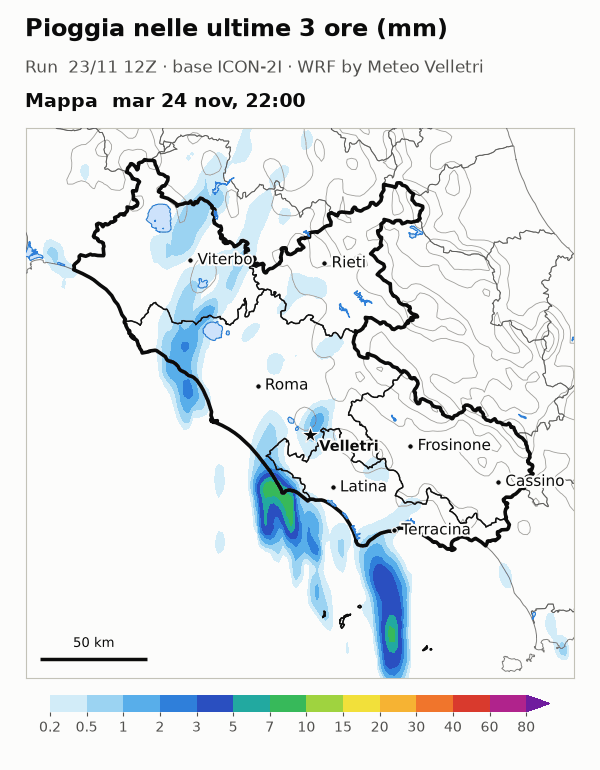 Pioggia nelle ultime 3 ore (mm)
Run  23/11 12Z · base ICON-2I · WRF by Meteo Velletri
Mappa  mar 24 nov, 22:00
Viterbo
Rieti
Roma
Velletri
Frosinone
Latina
Cassino
Terracina
50 km
0.2 0.5 1 2 3 5 7 10 15 20 30 40 60 80